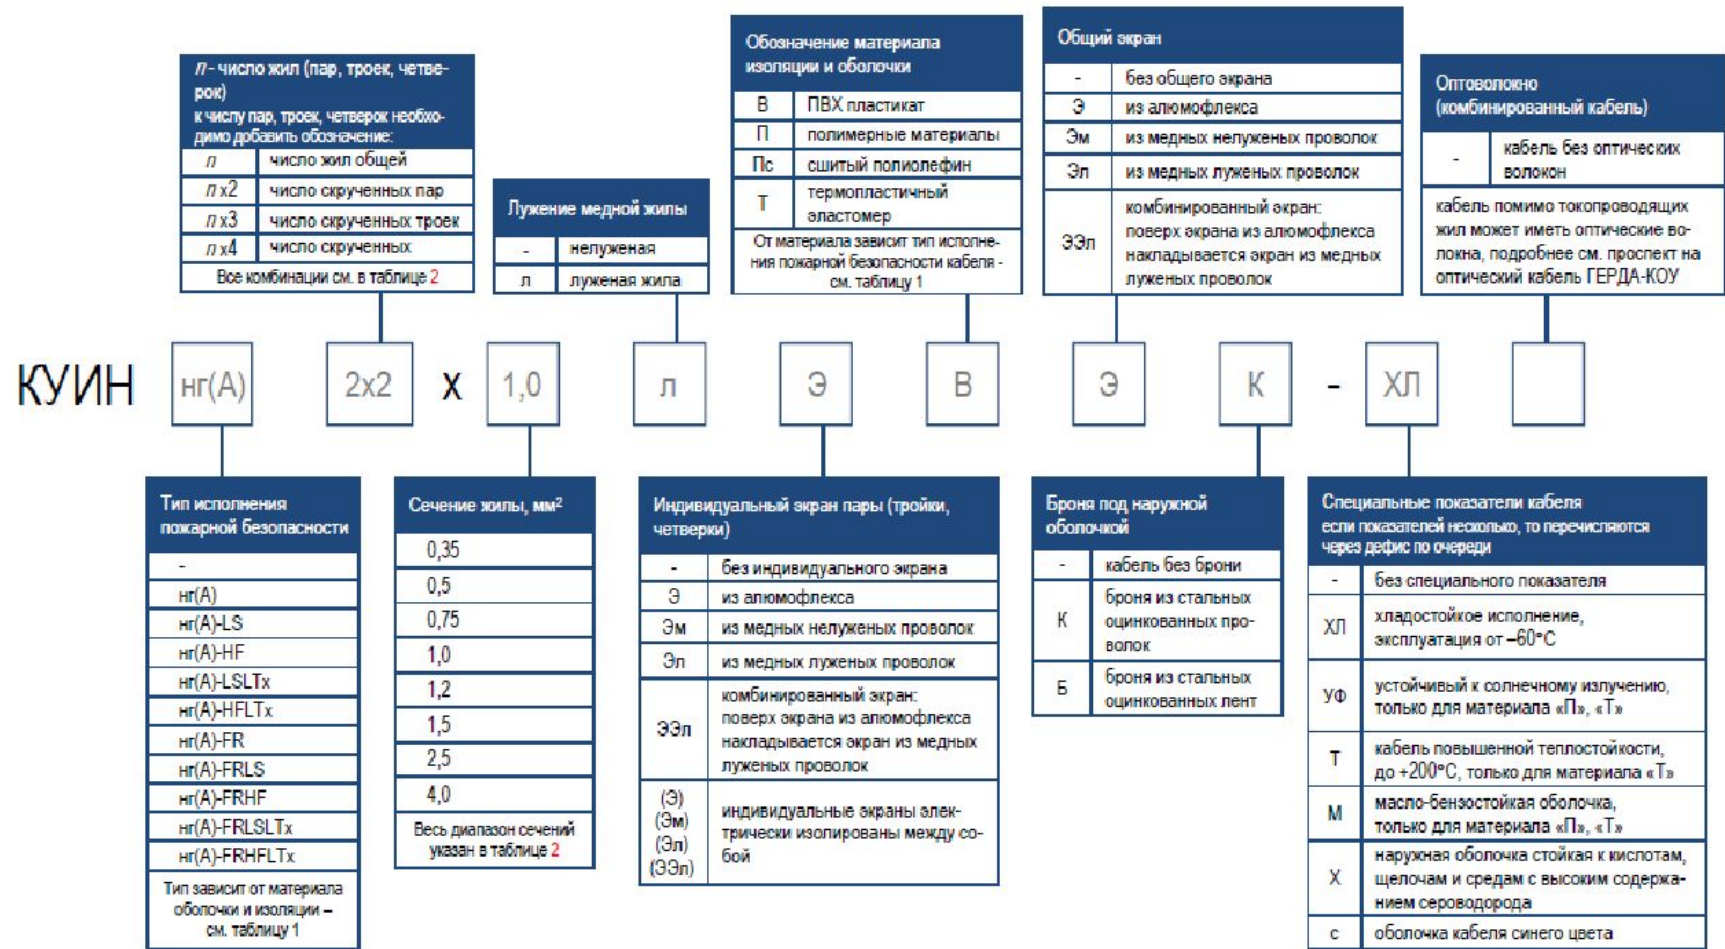 n - число жил (пар, троек, четве-
рок)
к числу пар, троек, четверок необхо-
димо добавить обозначение:
n число жил общей
n x2 число скрученных пар
n x3 число скрученных троек
n x4 число скрученных
Все комбинации см. в таблице 2
Лужение медной жилы
- нелуженая
л луженая жила
Обозначение материала
изоляции и оболочки
В ПВХ пластикат
П полимерные материалы
Пс сшитый полиолефин
Т термопластичный
эластомер
От материала зависит тип исполне-
ния пожарной безопасности кабеля -
см. таблицу 1
Общий экран
- без общего экрана
Э из алюмофлекса
Эм из медных нелуженых проволок
Эл из медных луженых проволок
ЭЭл комбинированный экран:
поверх экрана из алюмофлекса
накладывается экран из медных
луженых проволок
Оптоволокно
(комбинированный кабель)
- кабель без оптических
волокон
кабель помимо токопроводящих
жил может иметь оптические во-
локна, подробнее см. проспект на
оптический кабель ГЕРДА-КОУ
КУИН нг(А) 2x2 X 1,0 л Э В Э К - ХЛ
Тип исполнения
пожарной безопасности
-
нг(А)
нг(А)-LS
нг(А)-HF
нг(А)-LSLTx
нг(А)-HFLTx
нг(А)-FR
нг(А)-FRLS
нг(А)-FRHF
нг(А)-FRLSLTx
нг(А)-FRHFLTx
Тип зависит от материала
оболочки и изоляции –
см. таблицу 1
Сечение жилы, мм²
0,35
0,5
0,75
1,0
1,2
1,5
2,5
4,0
Весь диапазон сечений
указан в таблице 2
Индивидуальный экран пары (тройки,
четверки)
- без индивидуального экрана
Э из алюмофлекса
Эм из медных нелуженых проволок
Эл из медных луженых проволок
ЭЭл комбинированный экран:
поверх экрана из алюмофлекса
накладывается экран из медных
луженых проволок
(Э)
(Эм)
(Эл)
(ЭЭл)
индивидуальные экраны элек-
трически изолированы между со-
бой
Броня под наружной
оболочкой
- кабель без брони
К броня из стальных
оцинкованных про-
волок
Б броня из стальных
оцинкованных лент
Специальные показатели кабеля
если показателей несколько, то перечисляются
через дефис по очереди
- без специального показателя
ХЛ хладостойкое исполнение,
эксплуатация от –60°С
УФ устойчивый к солнечному излучению,
только для материала «П», «Т»
Т кабель повышенной теплостойкости,
до +200°С, только для материала «Т»
М масло-бензостойкая оболочка,
только для материала «П», «Т»
Х наружная оболочка стойкая к кислотам,
щелочам и средам с высоким содержа-
нием сероводорода
с оболочка кабеля синего цвета